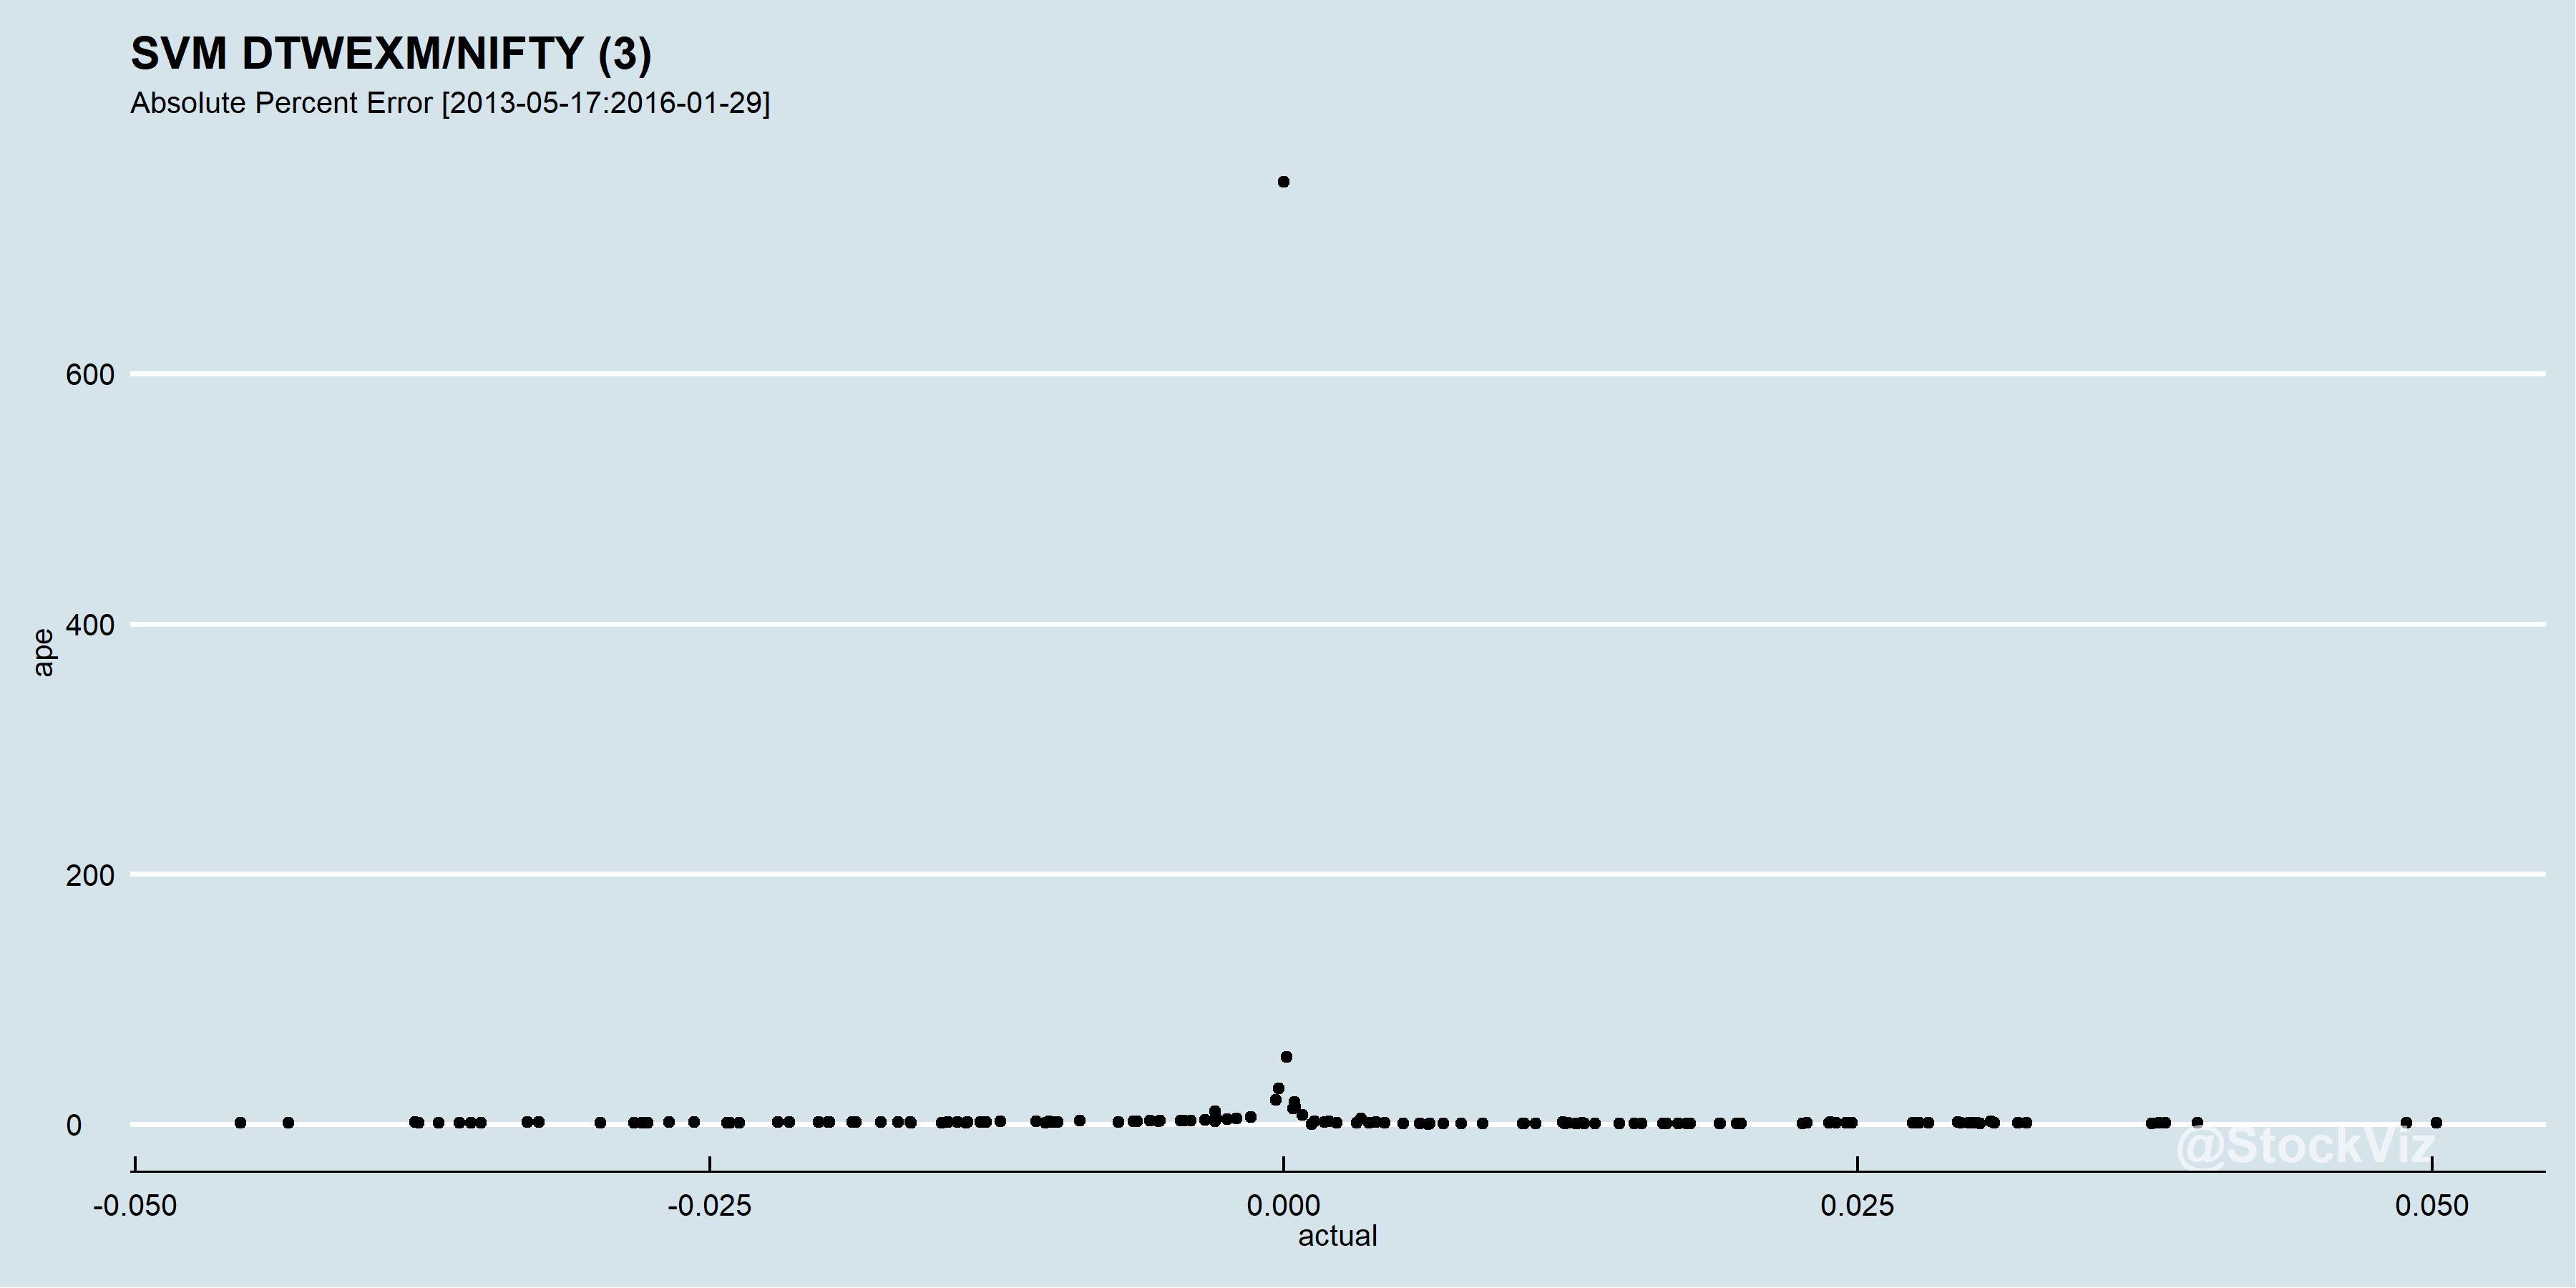 SVM DTWEXM/NIFTY (3)
Absolute Percent Error [2013-05-17:2016-01-29]
600
400
200
0
ape
@StockViz
-0.050 -0.025 0.000 0.025 0.050
actual